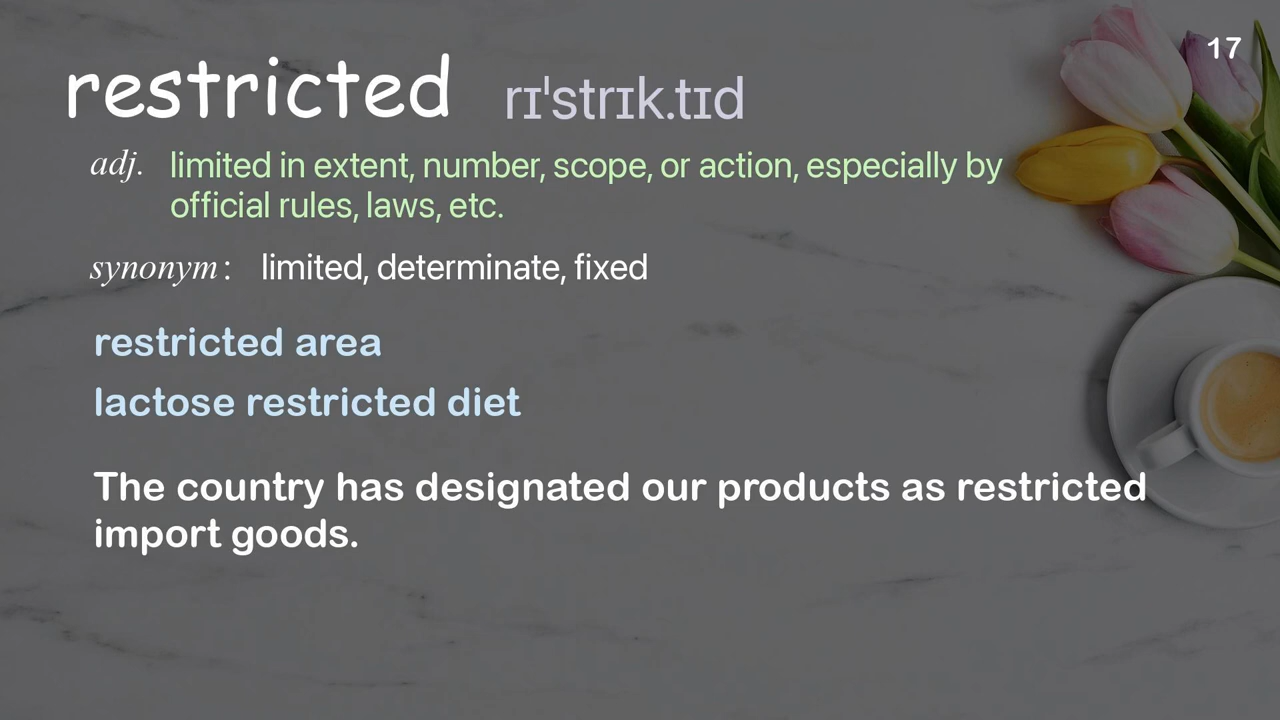 17
restricted rɪˈstrɪk.tɪd
adj. limited in extent, number, scope, or action, especially by
official rules, laws, etc.
synonym: limited, determinate, fixed
restricted area
lactose restricted diet
The country has designated our products as restricted
import goods.